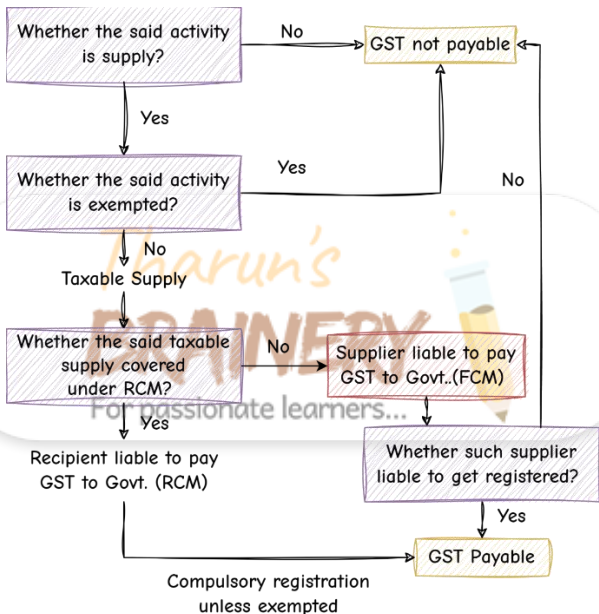 Whether the said activity
is supply?
No
GST not payable
Yes
Whether the said activity
is exempted?
Yes
No
No
Taxable Supply
Tharun's
BRAINERY
For passionate learners...
Whether the said taxable
supply covered
under RCM?
No
Supplier liable to pay
GST to Govt..(FCM)
Yes
Recipient liable to pay
GST to Govt. (RCM)
Whether such supplier
liable to get registered?
Yes
GST Payable
Compulsory registration
unless exempted